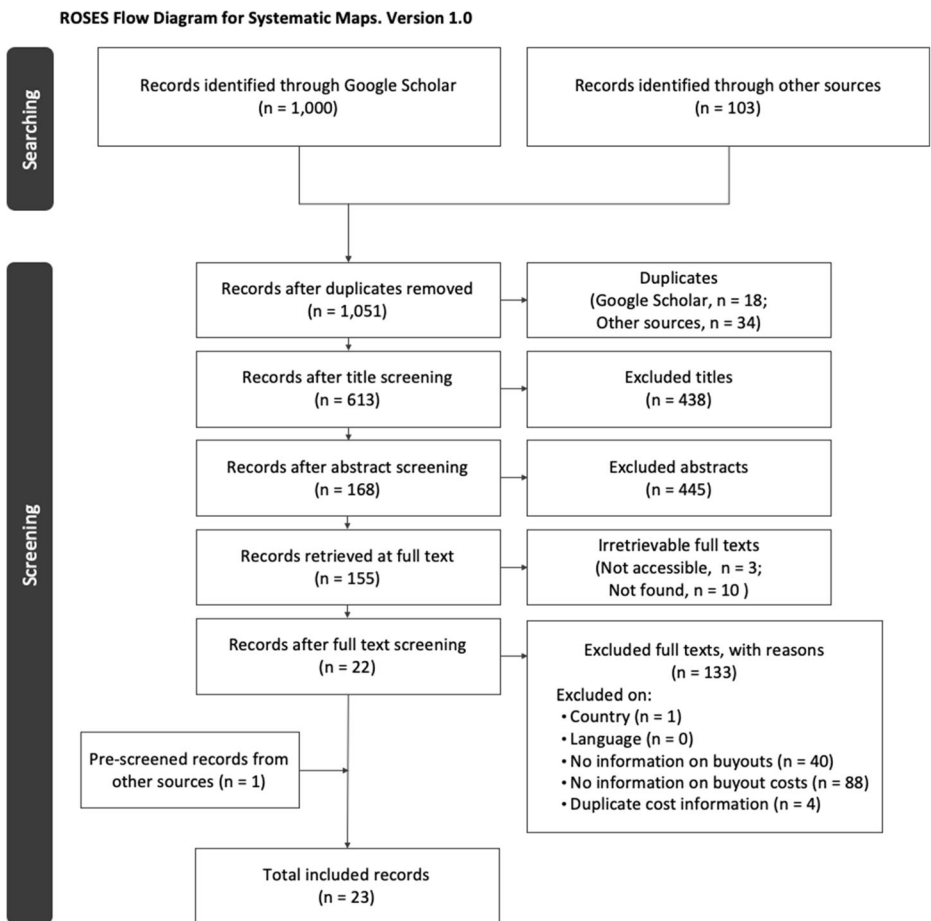 ROSES Flow Diagram for Systematic Maps. Version 1.0
Searching
Records identified through Google Scholar
(n = 1,000)
Records identified through other sources
(n = 103)
Screening
Records after duplicates removed
(n = 1,051)
Duplicates
(Google Scholar, n = 18;
Other sources, n = 34)
Records after title screening
(n = 613)
Excluded titles
(n = 438)
Records after abstract screening
(n = 168)
Excluded abstracts
(n = 445)
Records retrieved at full text
(n = 155)
Irretrievable full texts
(Not accessible, n = 3;
Not found, n = 10 )
Records after full text screening
(n = 22)
Excluded full texts, with reasons
(n = 133)
Excluded on:
• Country (n = 1)
• Language (n = 0)
• No information on buyouts (n = 40)
• No information on buyout costs (n = 88)
• Duplicate cost information (n = 4)
Pre-screened records from
other sources (n = 1)
Total included records
(n = 23)